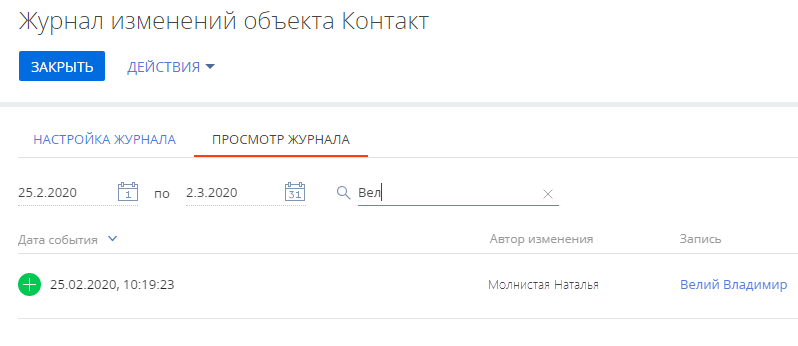 Журнал изменений объекта Контакт
ЗАКРЫТЬ ДЕЙСТВИЯ
НАСТРОЙКА ЖУРНАЛА ПРОСМОТР ЖУРНАЛА
25.2.2020 1 по 2.3.2020 31 Вел
Дата события Автор изменения Запись
25.02.2020, 10:19:23 Молнистая Наталья Велий Владимир